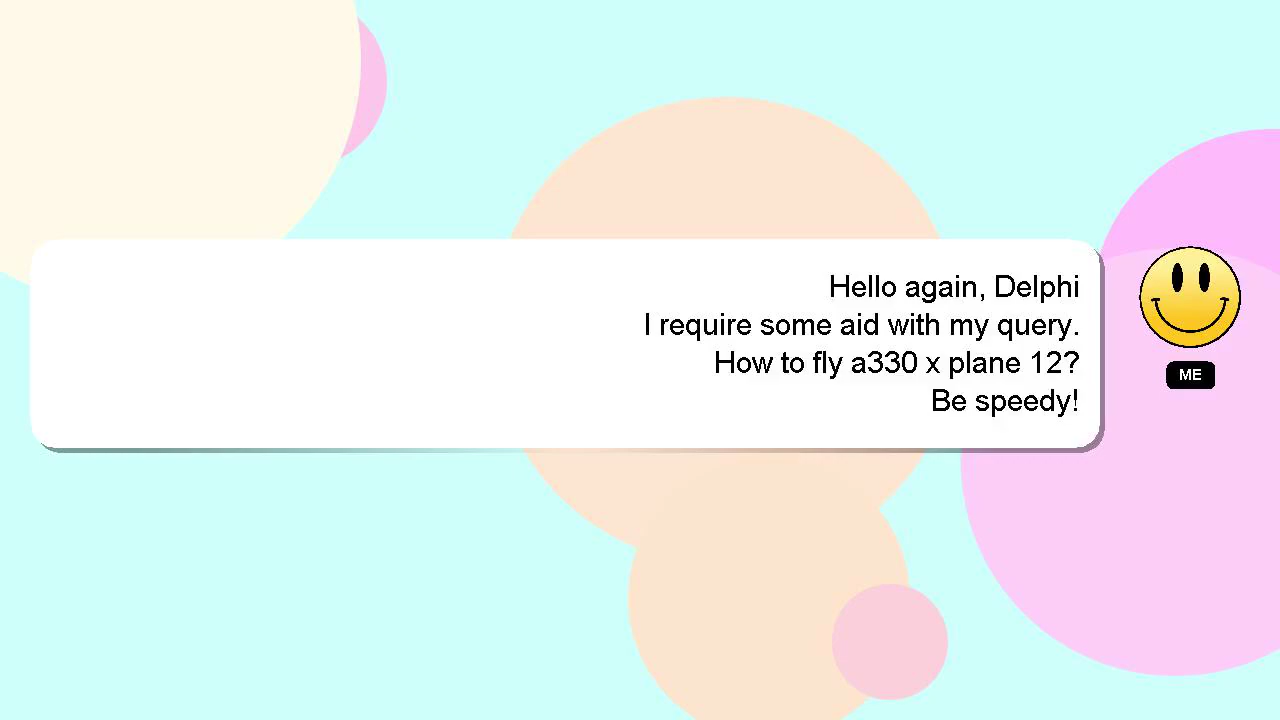 Hello again, Delphi
I require some aid with my query.
How to fly a330 x plane 12?
Be speedy!
ME